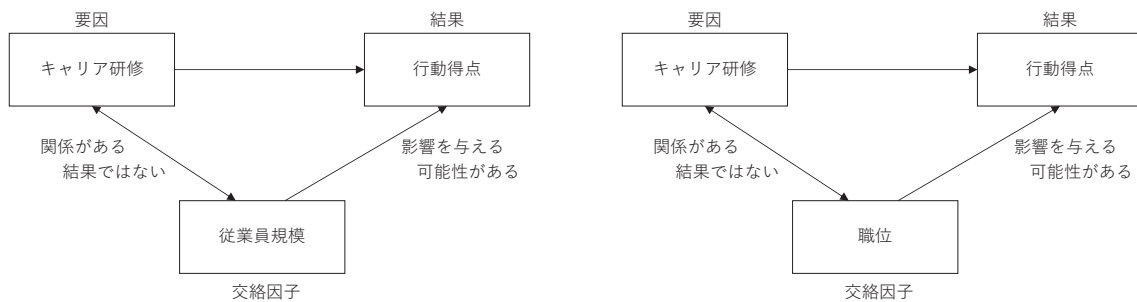 要因
結果
キャリア研修
行動得点
関係がある
結果ではない
影響を与える
可能性がある
従業員規模
交絡因子
要因
結果
キャリア研修
行動得点
関係がある
結果ではない
影響を与える
可能性がある
職位
交絡因子